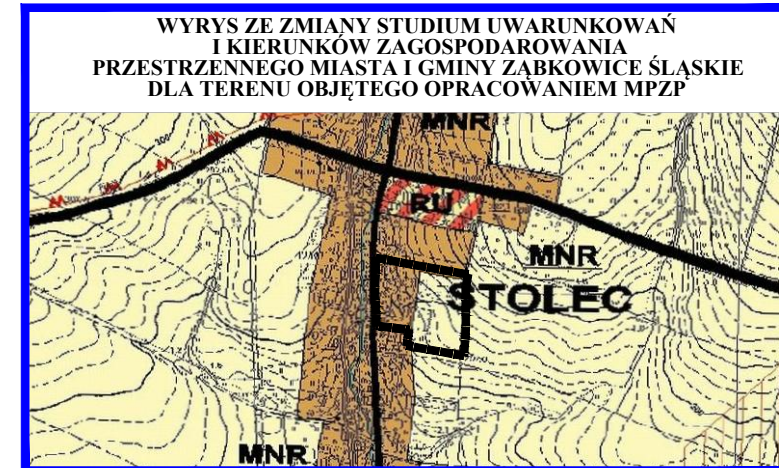 WYRYS ZE ZMIANY STUDIUM UWARUNKOWAŃ
I KIERUNKÓW ZAGOSPODAROWANIA
PRZESTRZENNEGO MIASTA I GMINY ZĄBKOWICE ŚLĄSKIE
DLA TERENU OBJĘTEGO OPRACOWANIEM MPZP
MNR
RU
MNR
STOLEC
MNR